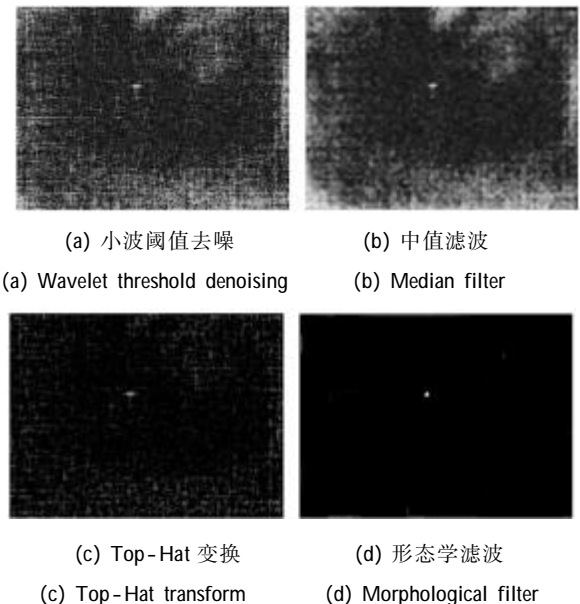 (a) 小波阈值去噪
(b) 中值滤波
(a) Wavelet threshold denoising
(b) Median filter
(c) Top-Hat 变换
(d) 形态学滤波
(c) Top-Hat transform
(d) Morphological filter